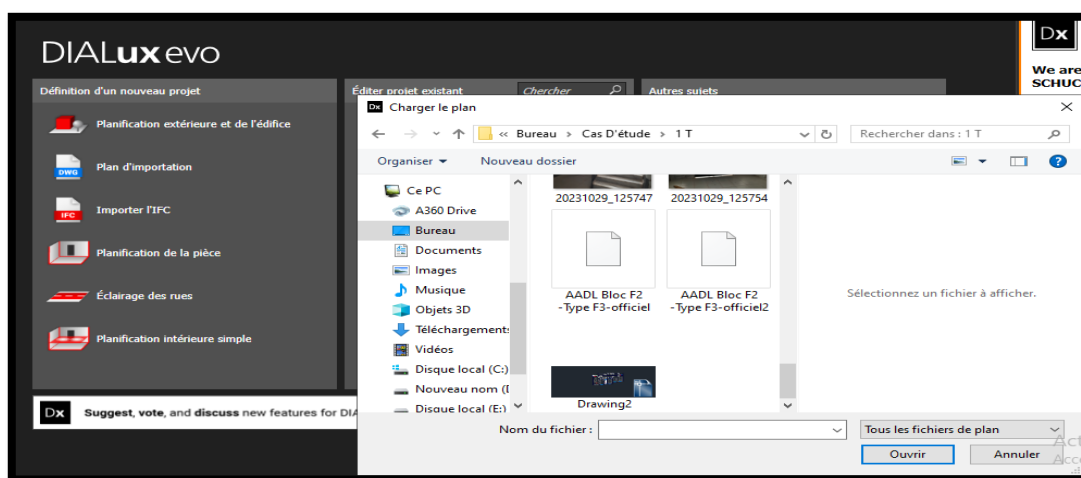 DIALux evo
Dx
We are
SCHUC
Définition d'un nouveau projet
Planification extérieure et de l'édifice
DWG
Plan d'importation
IFC
Importer l'IFC
Planification de la pièce
Éclairage des rues
Planification intérieure simple
Éditer projet existant
Chercher
Autres sujets
Dx Suggest, vote, and discuss new features for DIA
Dx Charger le plan
« Bureau > Cas D'étude > 1 T
Rechercher dans : 1 T
Organiser
Nouveau dossier
Ce PC
A360 Drive
Bureau
Documents
Images
Musique
Objets 3D
Téléchargements
Vidéos
Disque local (C:)
Nouveau nom (D
Disque local (E:)
20231029_125747
20231029_125754
AADL Bloc F2
-Type F3-officiel
AADL Bloc F2
-Type F3-officiel2
Drawing2
Sélectionnez un fichier à afficher.
Nom du fichier :
Tous les fichiers de plan
Ouvrir
Annuler
Act
Accé